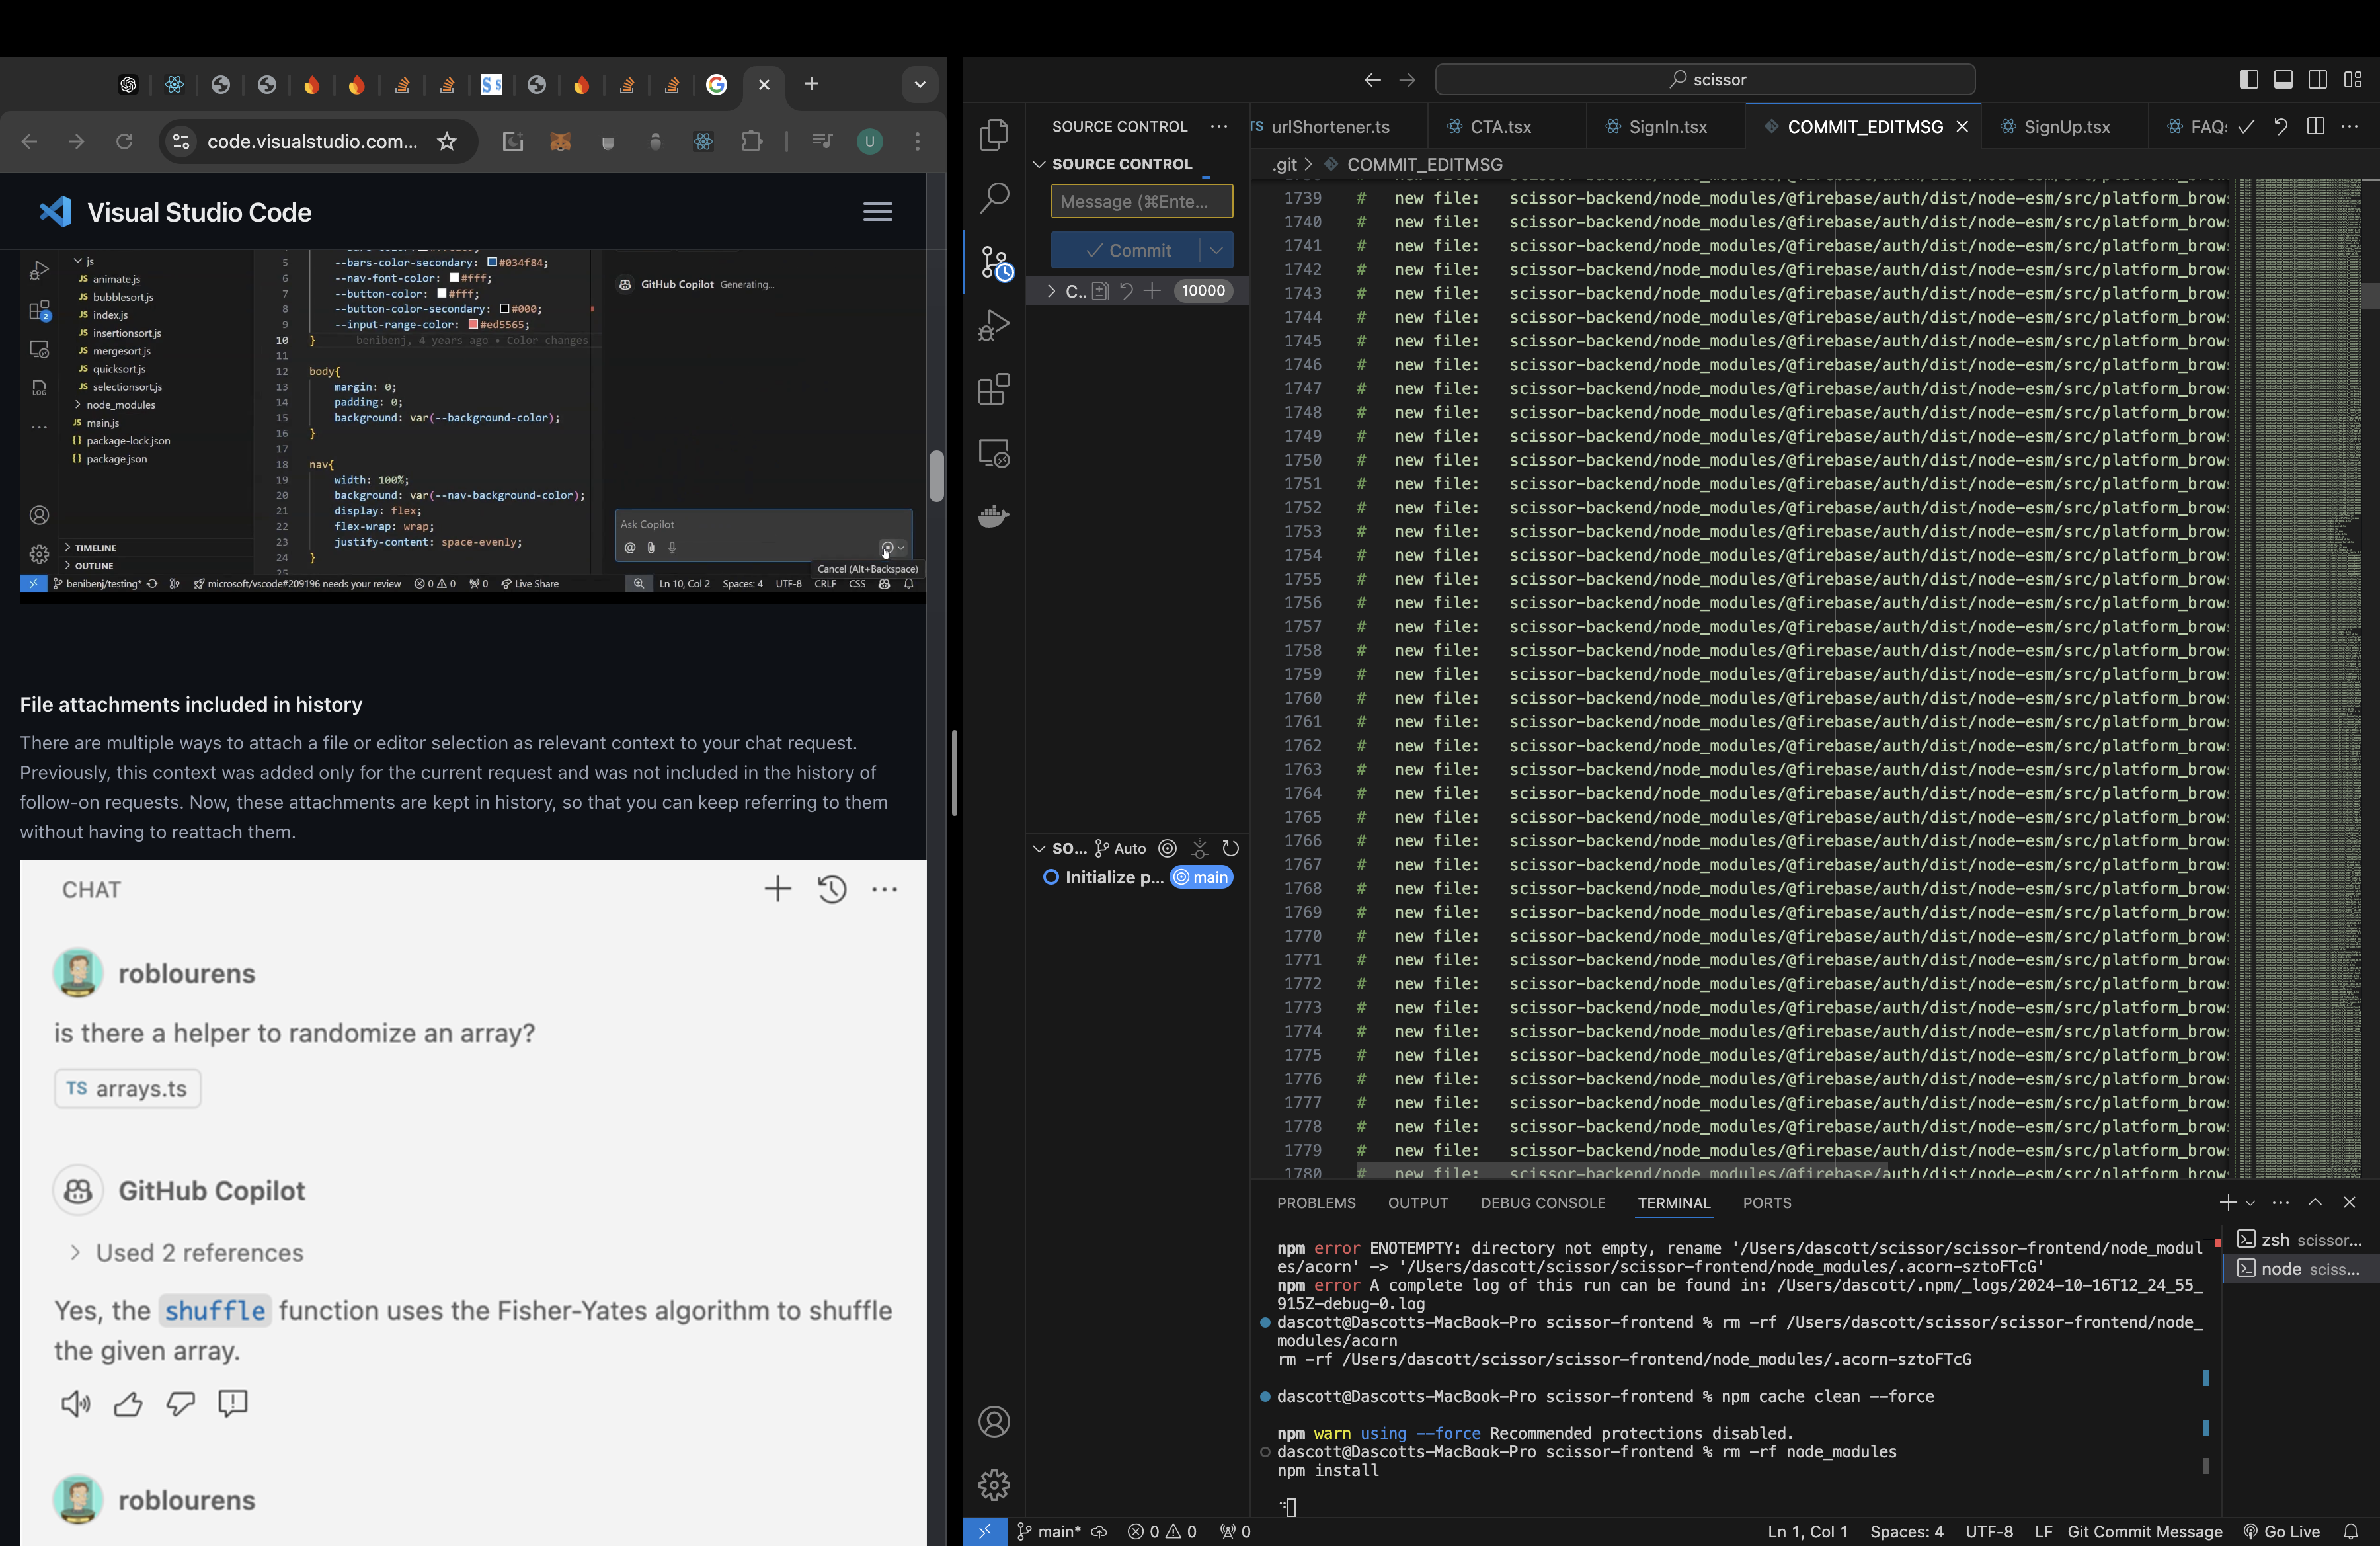 code.visualstudio.com...
U
Visual Studio Code
js
JS animate.js
JS bubblesort.js
JS index.js
JS insertionsort.js
JS mergesort.js
JS quicksort.js
JS selectionsort.js
node_modules
JS main.js
{} package-lock.json
{} package.json
TIMELINE
OUTLINE
5 --bars-color-secondary: #034f84;
6 --nav-font-color: #fff;
7 --button-color: #fff;
8 --button-color-secondary: #000;
9 --input-range-color: #ed5565;
10 } benibenj, 4 years ago • Color changes
11
12 body{
13 margin: 0;
14 padding: 0;
15 background: var(--background-color);
16 }
17
18 nav{
19 width: 100%;
20 background: var(--nav-background-color);
21 display: flex;
22 flex-wrap: wrap;
23 justify-content: space-evenly;
24 }
25
GitHub Copilot Generating...
Ask Copilot
Cancel (Alt+Backspace)
benibenj/testing* microsoft/vscode#209196 needs your review 0 0 0 Live Share Ln 10, Col 2 Spaces: 4 UTF-8 CRLF CSS
File attachments included in history
There are multiple ways to attach a file or editor selection as relevant context to your chat request.
Previously, this context was added only for the current request and was not included in the history of
follow-on requests. Now, these attachments are kept in history, so that you can keep referring to them
without having to reattach them.
CHAT
roblourens
is there a helper to randomize an array?
TS arrays.ts
GitHub Copilot
Used 2 references
Yes, the shuffle function uses the Fisher-Yates algorithm to shuffle
the given array.
roblourens
scissor
SOURCE CONTROL
SOURCE CONTROL
Message (⌘Ente...
Commit
C.. 10000
SO... Auto
Initialize p... main
TS urlShortener.ts CTA.tsx SignIn.tsx COMMIT_EDITMSG SignUp.tsx FAQ
.git > COMMIT_EDITMSG
1739 # new file: scissor-backend/node_modules/@firebase/auth/dist/node-esm/src/platform_brow
1740 # new file: scissor-backend/node_modules/@firebase/auth/dist/node-esm/src/platform_brow
1741 # new file: scissor-backend/node_modules/@firebase/auth/dist/node-esm/src/platform_brow
1742 # new file: scissor-backend/node_modules/@firebase/auth/dist/node-esm/src/platform_brow
1743 # new file: scissor-backend/node_modules/@firebase/auth/dist/node-esm/src/platform_brow
1744 # new file: scissor-backend/node_modules/@firebase/auth/dist/node-esm/src/platform_brow
1745 # new file: scissor-backend/node_modules/@firebase/auth/dist/node-esm/src/platform_brow
1746 # new file: scissor-backend/node_modules/@firebase/auth/dist/node-esm/src/platform_brow
1747 # new file: scissor-backend/node_modules/@firebase/auth/dist/node-esm/src/platform_brow
1748 # new file: scissor-backend/node_modules/@firebase/auth/dist/node-esm/src/platform_brow
1749 # new file: scissor-backend/node_modules/@firebase/auth/dist/node-esm/src/platform_brow
1750 # new file: scissor-backend/node_modules/@firebase/auth/dist/node-esm/src/platform_brow
1751 # new file: scissor-backend/node_modules/@firebase/auth/dist/node-esm/src/platform_brow
1752 # new file: scissor-backend/node_modules/@firebase/auth/dist/node-esm/src/platform_brow
1753 # new file: scissor-backend/node_modules/@firebase/auth/dist/node-esm/src/platform_brow
1754 # new file: scissor-backend/node_modules/@firebase/auth/dist/node-esm/src/platform_brow
1755 # new file: scissor-backend/node_modules/@firebase/auth/dist/node-esm/src/platform_brow
1756 # new file: scissor-backend/node_modules/@firebase/auth/dist/node-esm/src/platform_brow
1757 # new file: scissor-backend/node_modules/@firebase/auth/dist/node-esm/src/platform_brow
1758 # new file: scissor-backend/node_modules/@firebase/auth/dist/node-esm/src/platform_brow
1759 # new file: scissor-backend/node_modules/@firebase/auth/dist/node-esm/src/platform_brow
1760 # new file: scissor-backend/node_modules/@firebase/auth/dist/node-esm/src/platform_brow
1761 # new file: scissor-backend/node_modules/@firebase/auth/dist/node-esm/src/platform_brow
1762 # new file: scissor-backend/node_modules/@firebase/auth/dist/node-esm/src/platform_brow
1763 # new file: scissor-backend/node_modules/@firebase/auth/dist/node-esm/src/platform_brow
1764 # new file: scissor-backend/node_modules/@firebase/auth/dist/node-esm/src/platform_brow
1765 # new file: scissor-backend/node_modules/@firebase/auth/dist/node-esm/src/platform_brow
1766 # new file: scissor-backend/node_modules/@firebase/auth/dist/node-esm/src/platform_brow
1767 # new file: scissor-backend/node_modules/@firebase/auth/dist/node-esm/src/platform_brow
1768 # new file: scissor-backend/node_modules/@firebase/auth/dist/node-esm/src/platform_brow
1769 # new file: scissor-backend/node_modules/@firebase/auth/dist/node-esm/src/platform_brow
1770 # new file: scissor-backend/node_modules/@firebase/auth/dist/node-esm/src/platform_brow
1771 # new file: scissor-backend/node_modules/@firebase/auth/dist/node-esm/src/platform_brow
1772 # new file: scissor-backend/node_modules/@firebase/auth/dist/node-esm/src/platform_brow
1773 # new file: scissor-backend/node_modules/@firebase/auth/dist/node-esm/src/platform_brow
1774 # new file: scissor-backend/node_modules/@firebase/auth/dist/node-esm/src/platform_brow
1775 # new file: scissor-backend/node_modules/@firebase/auth/dist/node-esm/src/platform_brow
1776 # new file: scissor-backend/node_modules/@firebase/auth/dist/node-esm/src/platform_brow
1777 # new file: scissor-backend/node_modules/@firebase/auth/dist/node-esm/src/platform_brow
1778 # new file: scissor-backend/node_modules/@firebase/auth/dist/node-esm/src/platform_brow
1779 # new file: scissor-backend/node_modules/@firebase/auth/dist/node-esm/src/platform_brow
1780 # new file: scissor-backend/node_modules/@firebase/auth/dist/node-esm/src/platform_brow
PROBLEMS OUTPUT DEBUG CONSOLE TERMINAL PORTS
npm error ENOTEMPTY: directory not empty, rename '/Users/dascott/scissor/scissor-frontend/node_modul
es/acorn' -> '/Users/dascott/scissor/scissor-frontend/node_modules/.acorn-sztoFTcG'
npm error A complete log of this run can be found in: /Users/dascott/.npm/_logs/2024-10-16T12_24_55_
915Z-debug-0.log
dascott@Dascotts-MacBook-Pro scissor-frontend % rm -rf /Users/dascott/scissor/scissor-frontend/node_
modules/acorn
rm -rf /Users/dascott/scissor/scissor-frontend/node_modules/.acorn-sztoFTcG
dascott@Dascotts-MacBook-Pro scissor-frontend % npm cache clean --force
npm warn using --force Recommended protections disabled.
dascott@Dascotts-MacBook-Pro scissor-frontend % rm -rf node_modules
npm install
zsh scissor...
node sciss...
main* 0 0 0 Ln 1, Col 1 Spaces: 4 UTF-8 LF Git Commit Message Go Live